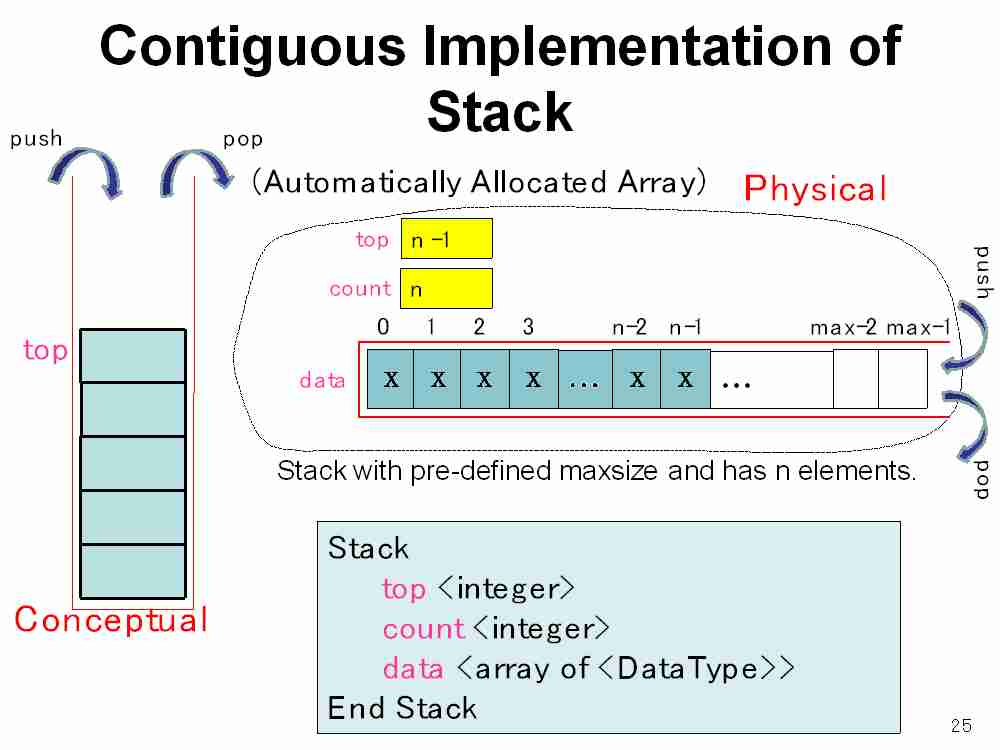 Contiguous Implementation of
Stack
push
pop
(Automatically Allocated Array)
Physical
top n -1
count n
push
0 1 2 3 n-2 n-1 max-2 max-1
top
data x x x x ... x x ...
Stack with pre-defined maxsize and has n elements.
pop
Stack
top <integer>
count <integer>
data <array of <DataType>>
End Stack
Conceptual
25